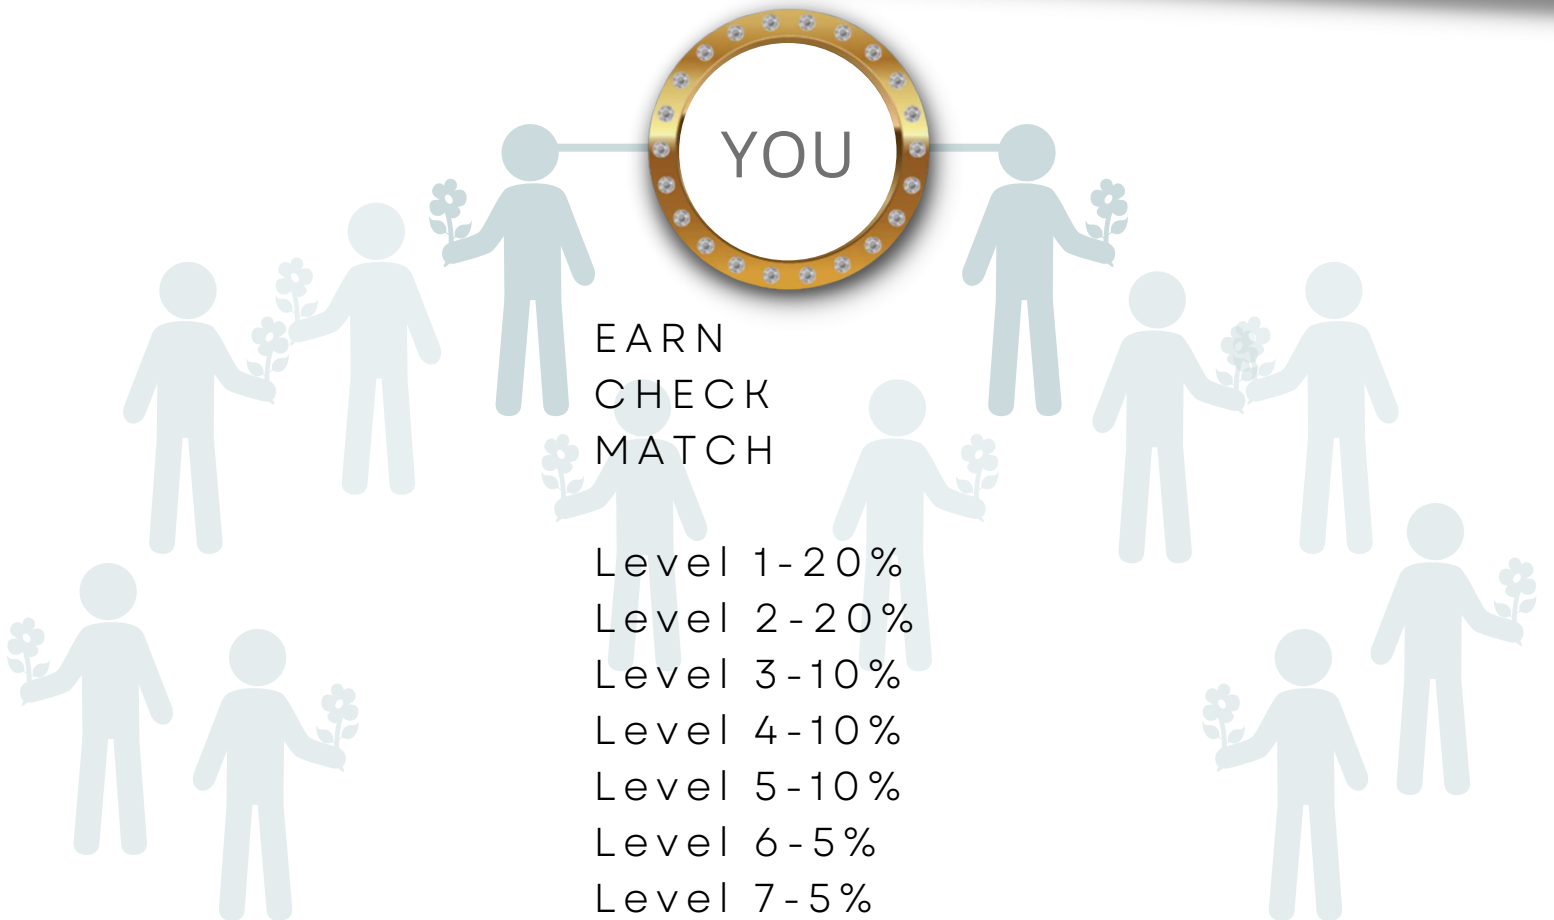 YOU
EARN
CHECK
MATCH
Level 1-20%
Level 2-20%
Level 3-10%
Level 4-10%
Level 5-10%
Level 6-5%
Level 7-5%